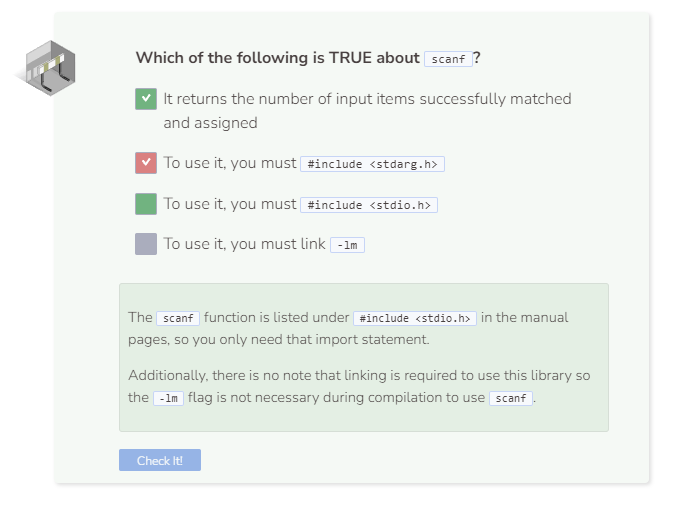 Which of the following is TRUE about scanf?
It returns the number of input items successfully matched
and assigned
To use it, you must #include <stdarg.h>
To use it, you must #include <stdio.h>
To use it, you must link -lm
The scanf function is listed under #include <stdio.h> in the manual
pages, so you only need that import statement.
Additionally, there is no note that linking is required to use this library so
the -lm flag is not necessary during compilation to use scanf.
Check It!